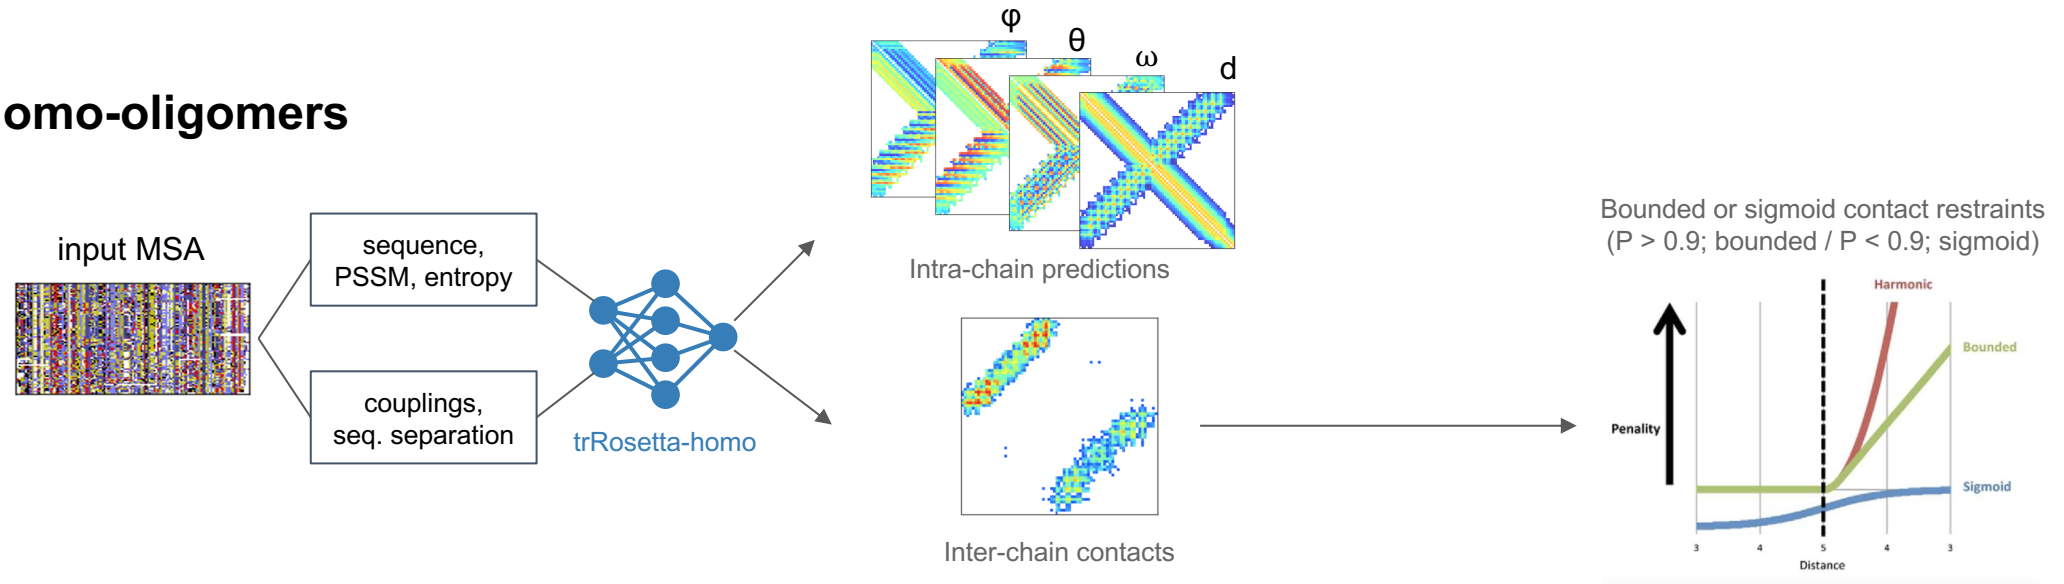 omo-oligomers
input MSA
sequence,
PSSM, entropy
couplings,
seq. separation
trRosetta-homo
φ
θ
ω
d
Intra-chain predictions
Inter-chain contacts
Bounded or sigmoid contact restraints
(P > 0.9; bounded / P < 0.9; sigmoid)
Harmonic
Bounded
Penality
Sigmoid
3 4 5 4 3
Distance